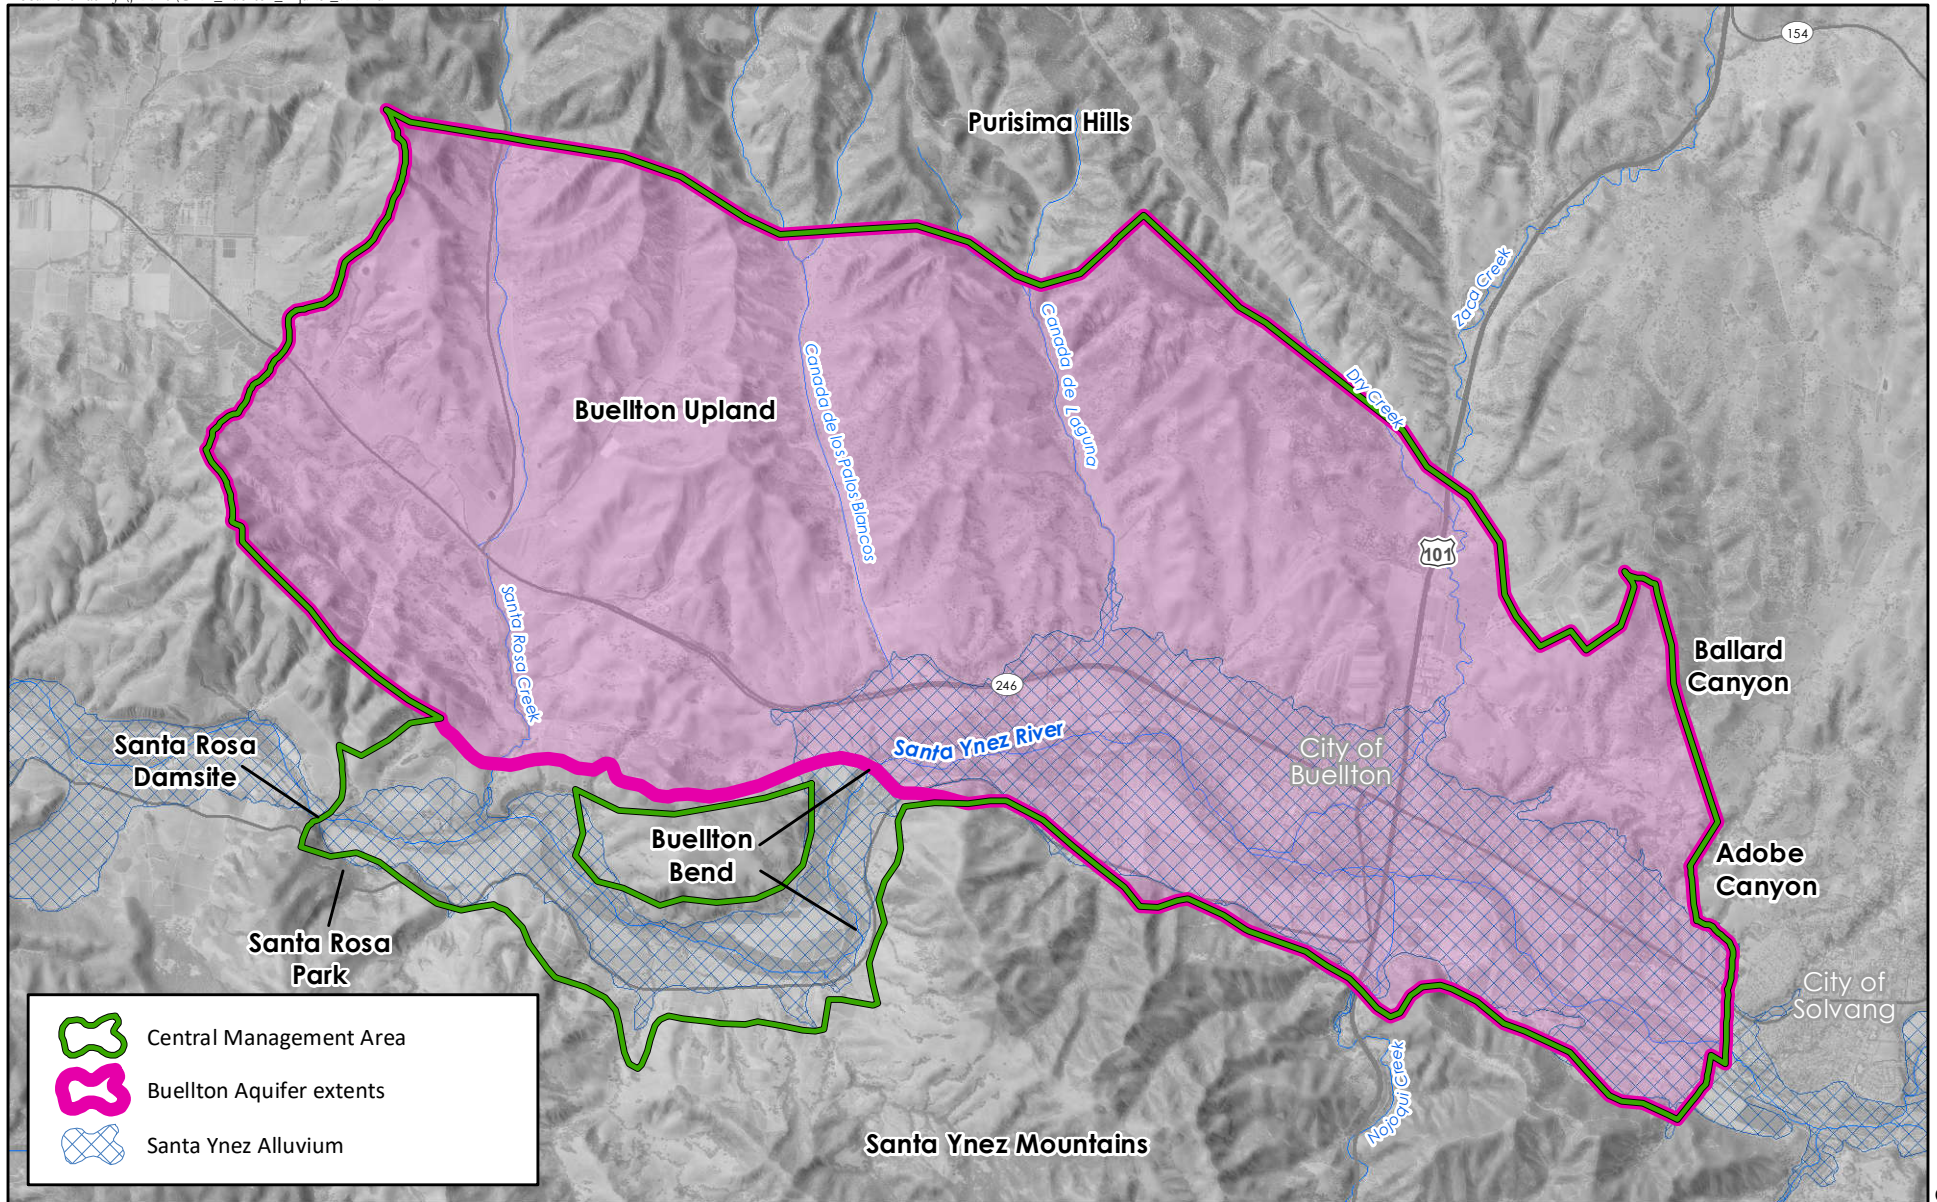 154
Purisima Hills
Zaca Creek
Canada de Laguna
Canada de los Palos Blancos
Dry Creek
Buellton Upland
101
Santa Rosa Creek
Ballard
Canyon
246
Santa Ynez River
City of
Buellton
Santa Rosa
Damsite
Buellton
Bend
Adobe
Canyon
Santa Rosa
Park
City of
Solvang
Nojoqui Creek
Santa Ynez Mountains
Central Management Area
Buellton Aquifer extents
Santa Ynez Alluvium